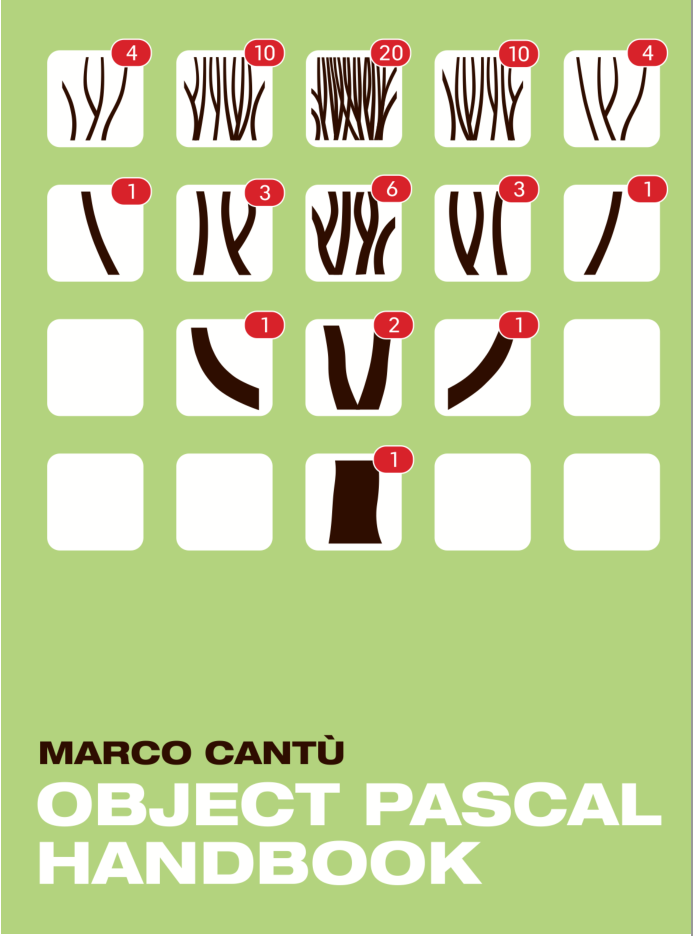 4 10 20 10 4
1 3 6 3 1
1 2 1
1
MARCO CANTÙ
OBJECT PASCAL
HANDBOOK